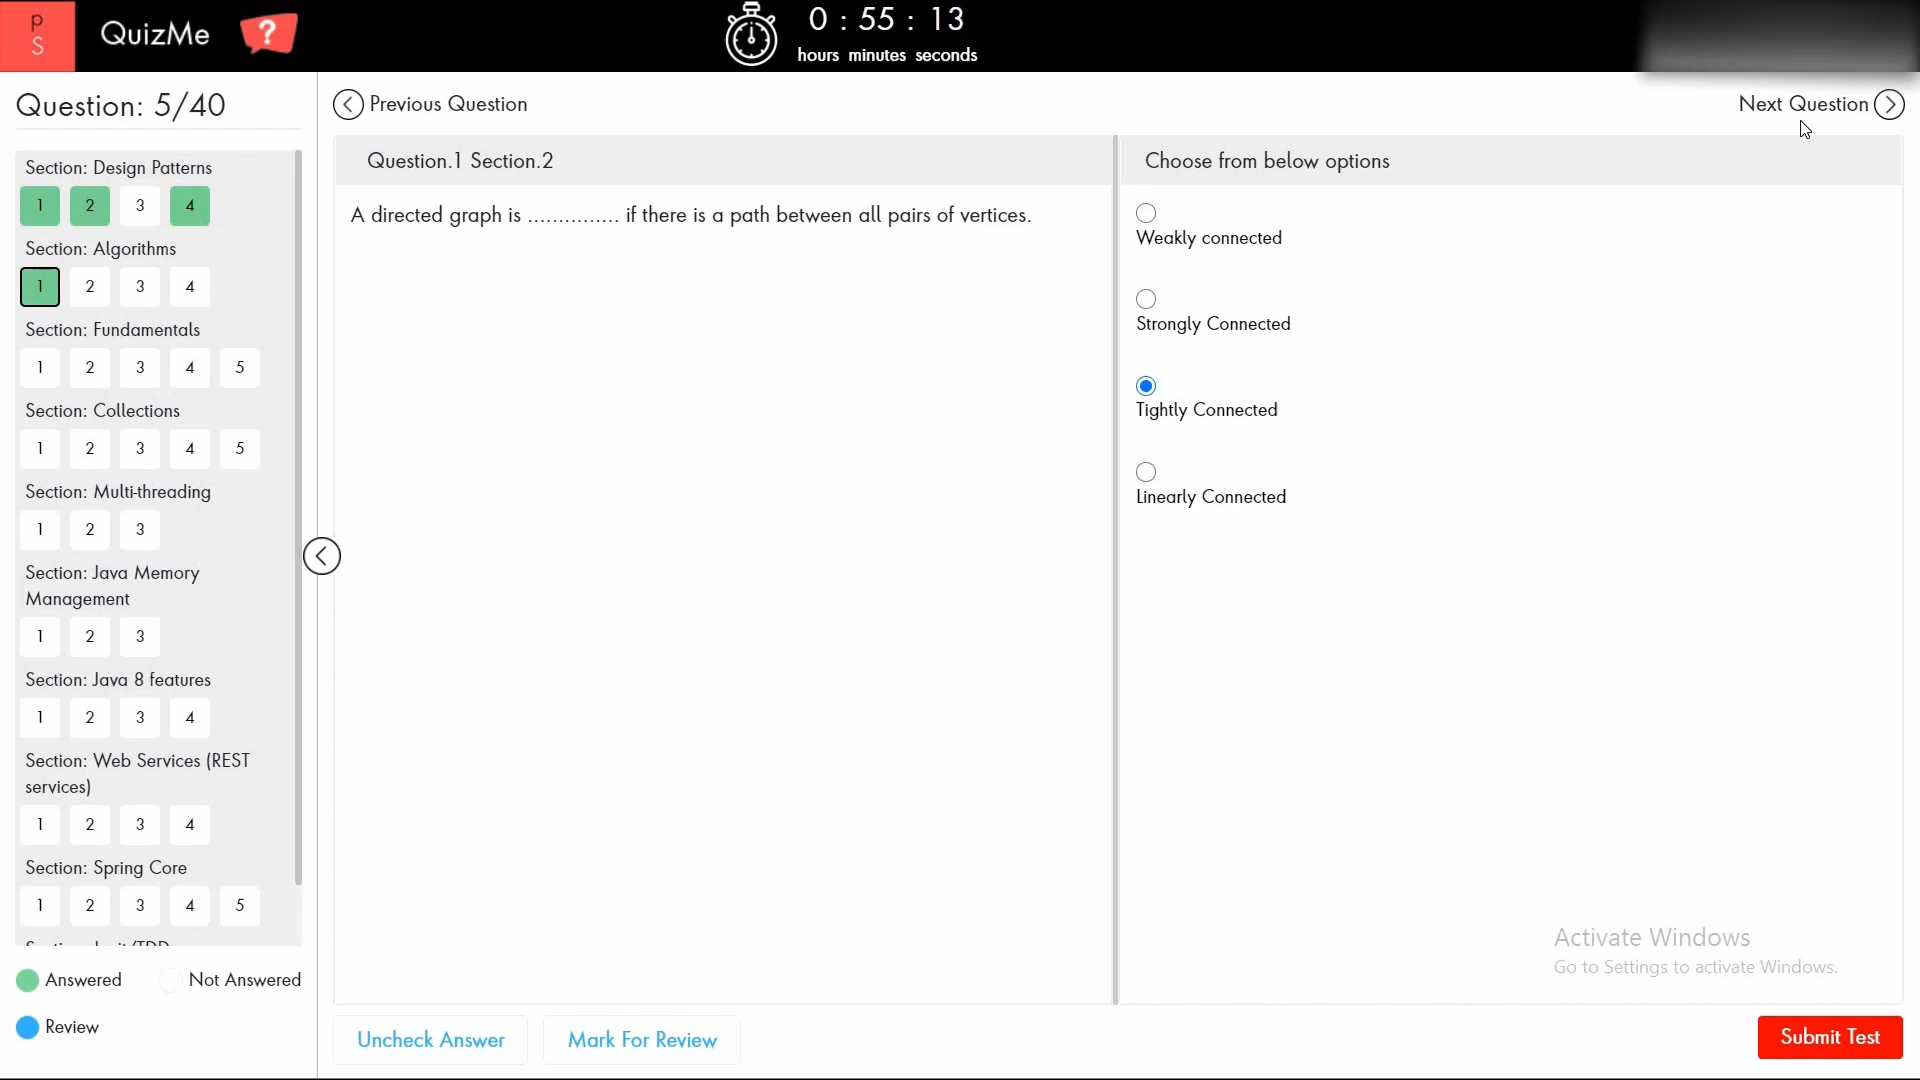 P
S
QuizMe
?
0 : 55 : 13
hours minutes seconds
Question: 5/40
Previous Question
Next Question
Section: Design Patterns
1 2 3 4
Section: Algorithms
1 2 3 4
Section: Fundamentals
1 2 3 4 5
Section: Collections
1 2 3 4 5
Section: Multi-threading
1 2 3
Section: Java Memory
Management
1 2 3
Section: Java 8 features
1 2 3 4
Section: Web Services (REST
services)
1 2 3 4
Section: Spring Core
1 2 3 4 5
Answered
Not Answered
Review
Question.1 Section.2
A directed graph is ............... if there is a path between all pairs of vertices.
Choose from below options
Weakly connected
Strongly Connected
Tightly Connected
Linearly Connected
Activate Windows
Go to Settings to activate Windows.
Uncheck Answer
Mark For Review
Submit Test